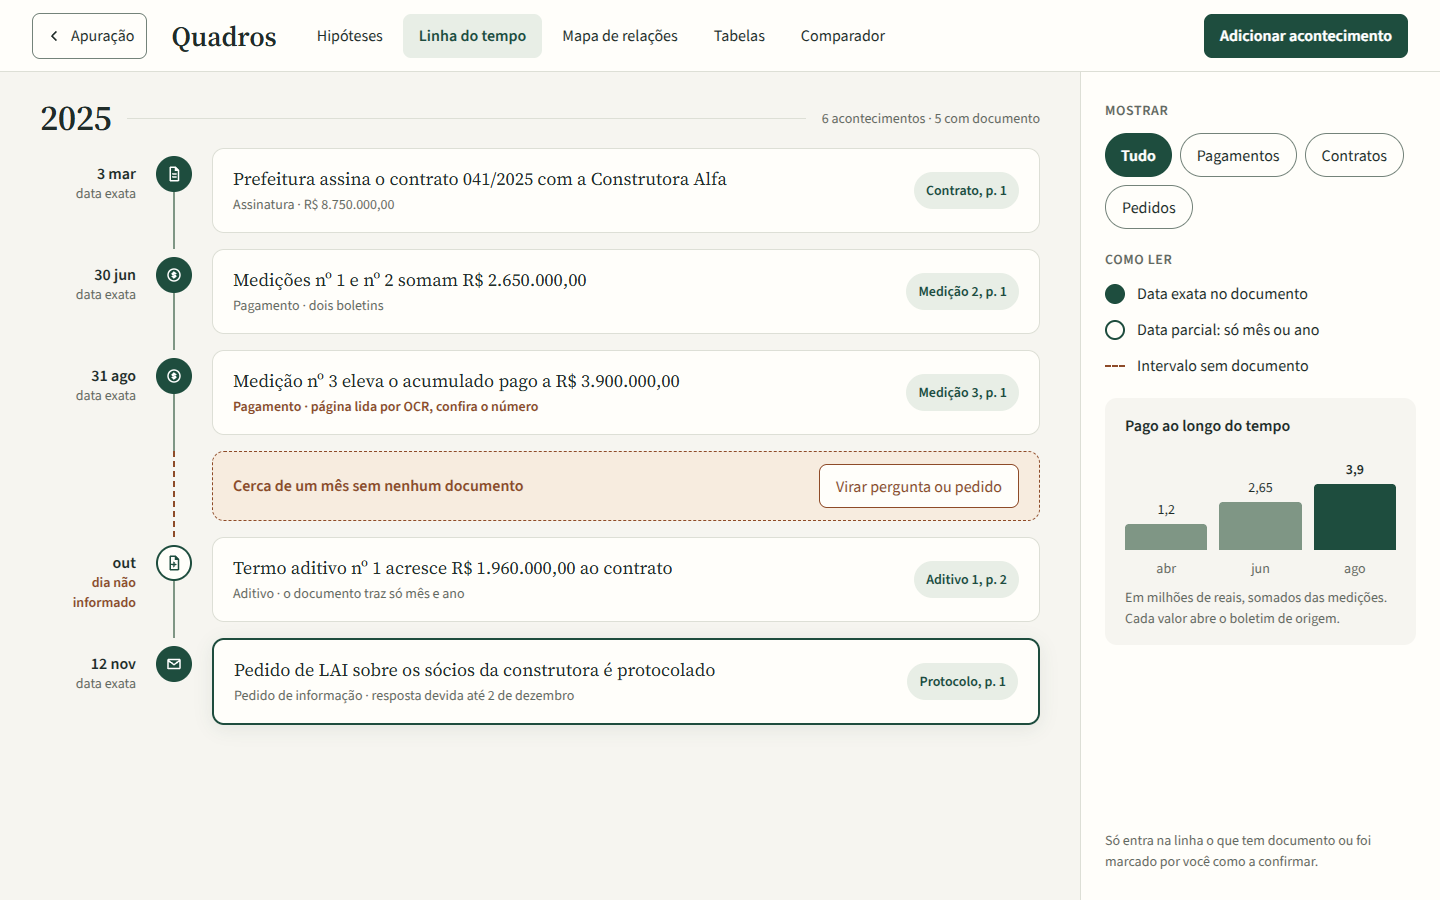 Apuração
Quadros
Hipóteses
Linha do tempo
Mapa de relações
Tabelas
Comparador
Adicionar acontecimento
2025
6 acontecimentos · 5 com documento
3 mar
data exata
Prefeitura assina o contrato 041/2025 com a Construtora Alfa
Assinatura · R$ 8.750.000,00
Contrato, p. 1
30 jun
data exata
Medições nº 1 e nº 2 somam R$ 2.650.000,00
Pagamento · dois boletins
Medição 2, p. 1
31 ago
data exata
Medição nº 3 eleva o acumulado pago a R$ 3.900.000,00
Pagamento · página lida por OCR, confira o número
Medição 3, p. 1
Cerca de um mês sem nenhum documento
Virar pergunta ou pedido
out
dia não
informado
Termo aditivo nº 1 acresce R$ 1.960.000,00 ao contrato
Aditivo · o documento traz só mês e ano
Aditivo 1, p. 2
12 nov
data exata
Pedido de LAI sobre os sócios da construtora é protocolado
Pedido de informação · resposta devida até 2 de dezembro
Protocolo, p. 1
MOSTRAR
Tudo
Pagamentos
Contratos
Pedidos
COMO LER
Data exata no documento
Data parcial: só mês ou ano
Intervalo sem documento
Pago ao longo do tempo
1,2
2,65
3,9
abr
jun
ago
Em milhões de reais, somados das medições.
Cada valor abre o boletim de origem.
Só entra na linha o que tem documento ou foi
marcado por você como a confirmar.